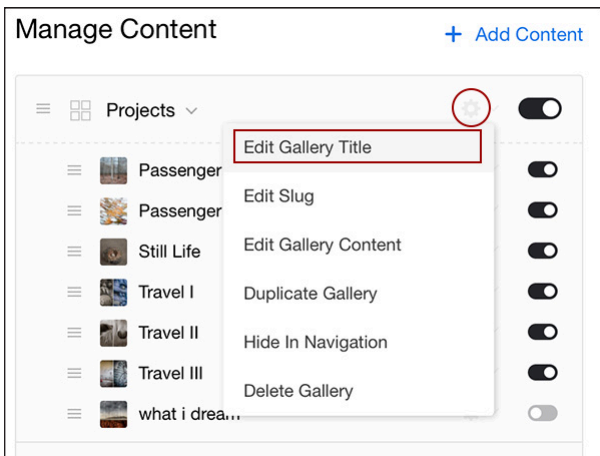 Manage Content
+ Add Content
Projects
Edit Gallery Title
Passenger
Edit Slug
Passenger
Still Life
Edit Gallery Content
Travel I
Duplicate Gallery
Travel II
Hide In Navigation
Travel III
Delete Gallery
what i dream